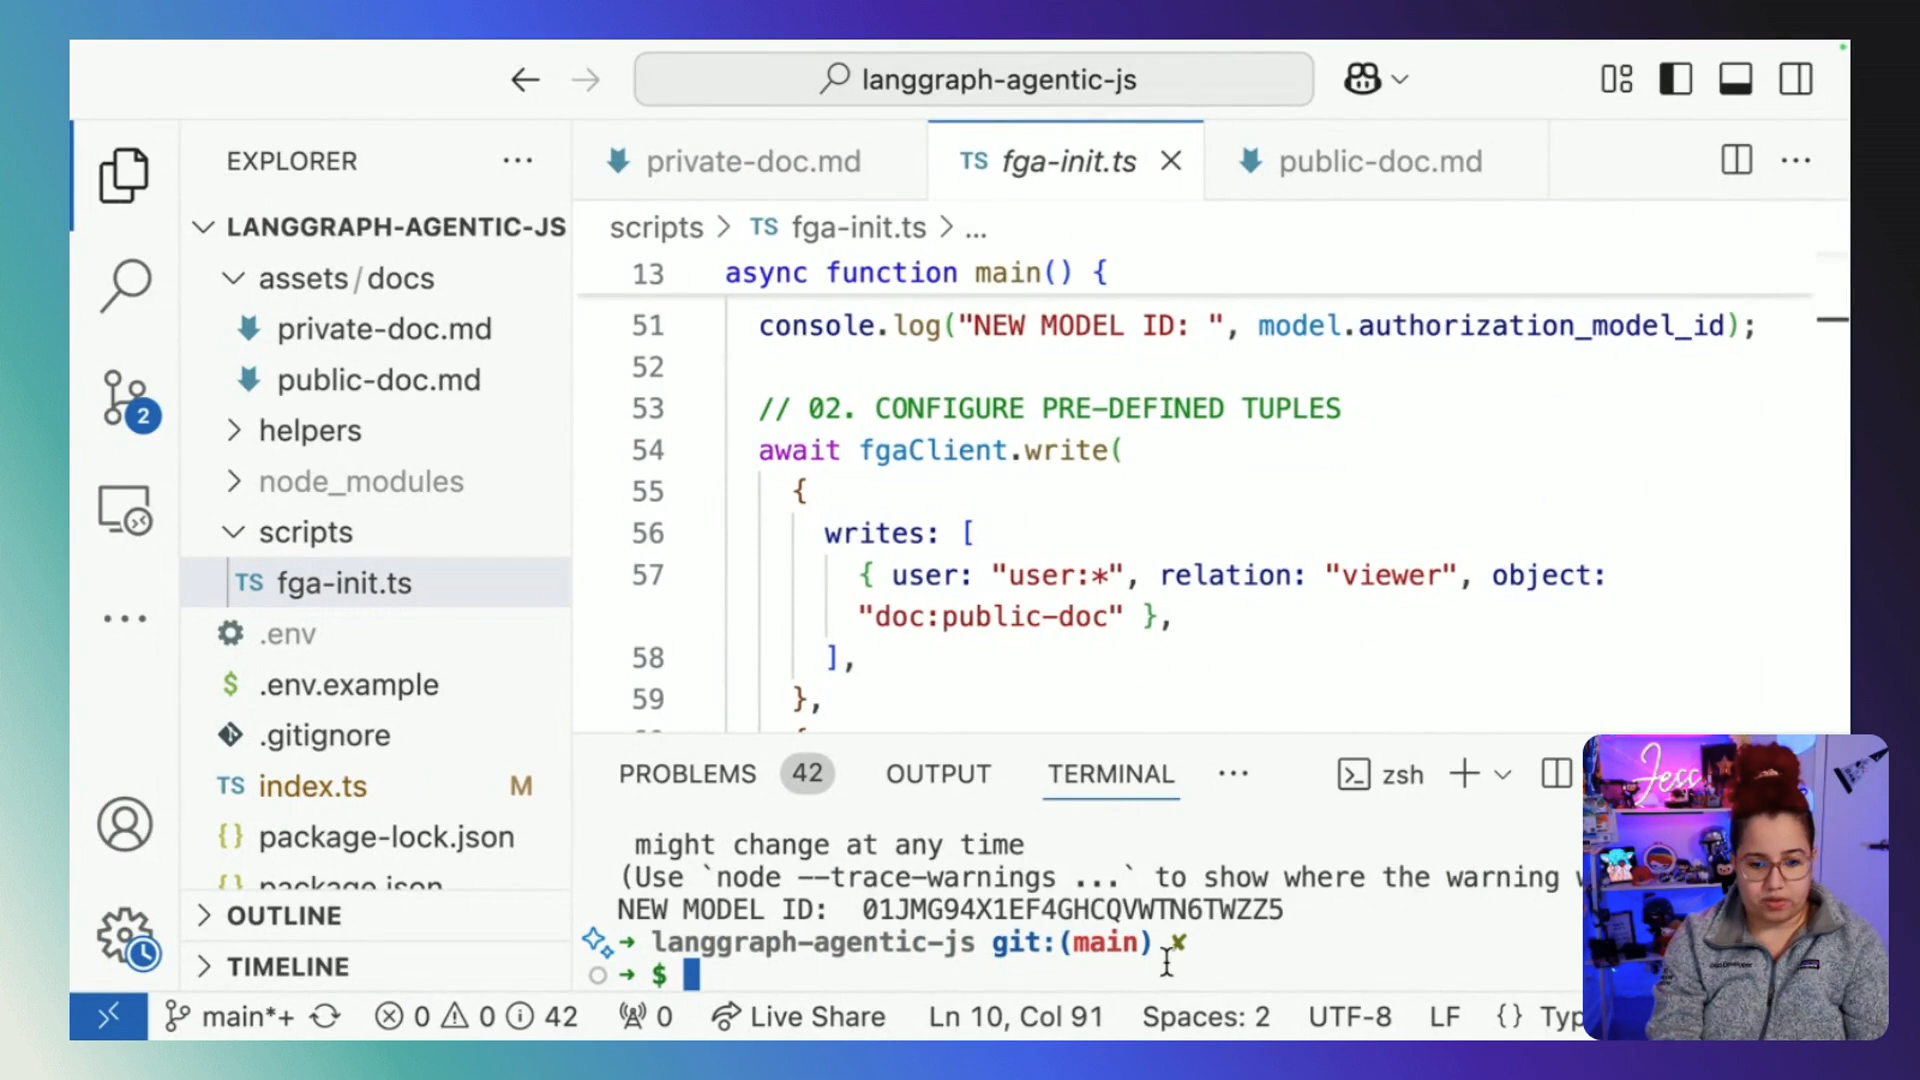 langgraph-agentic-js
EXPLORER
LANGGRAPH-AGENTIC-JS
assets/docs
private-doc.md
public-doc.md
helpers
node_modules
scripts
TS fga-init.ts
.env
$ .env.example
.gitignore
TS index.ts M
{} package-lock.json
{} package.json
OUTLINE
TIMELINE
2
private-doc.md
TS fga-init.ts
public-doc.md
scripts > TS fga-init.ts > ...
13 async function main() {
51 console.log("NEW MODEL ID: ", model.authorization_model_id);
52
53 // 02. CONFIGURE PRE-DEFINED TUPLES
54 await fgaClient.write(
55 {
56 writes: [
57 { user: "user:*", relation: "viewer", object:
"doc:public-doc" },
58 ],
59 },
PROBLEMS 42 OUTPUT TERMINAL ... zsh
might change at any time
(Use `node --trace-warnings ...` to show where the warning
NEW MODEL ID: 01JMG94X1EF4GHCQVWTN6TWZZ5
➜ langgraph-agentic-js git:(main) ✘
➜ $
main*+ 0 0 42 0 Live Share Ln 10, Col 91 Spaces: 2 UTF-8 LF {} Typ
Jess